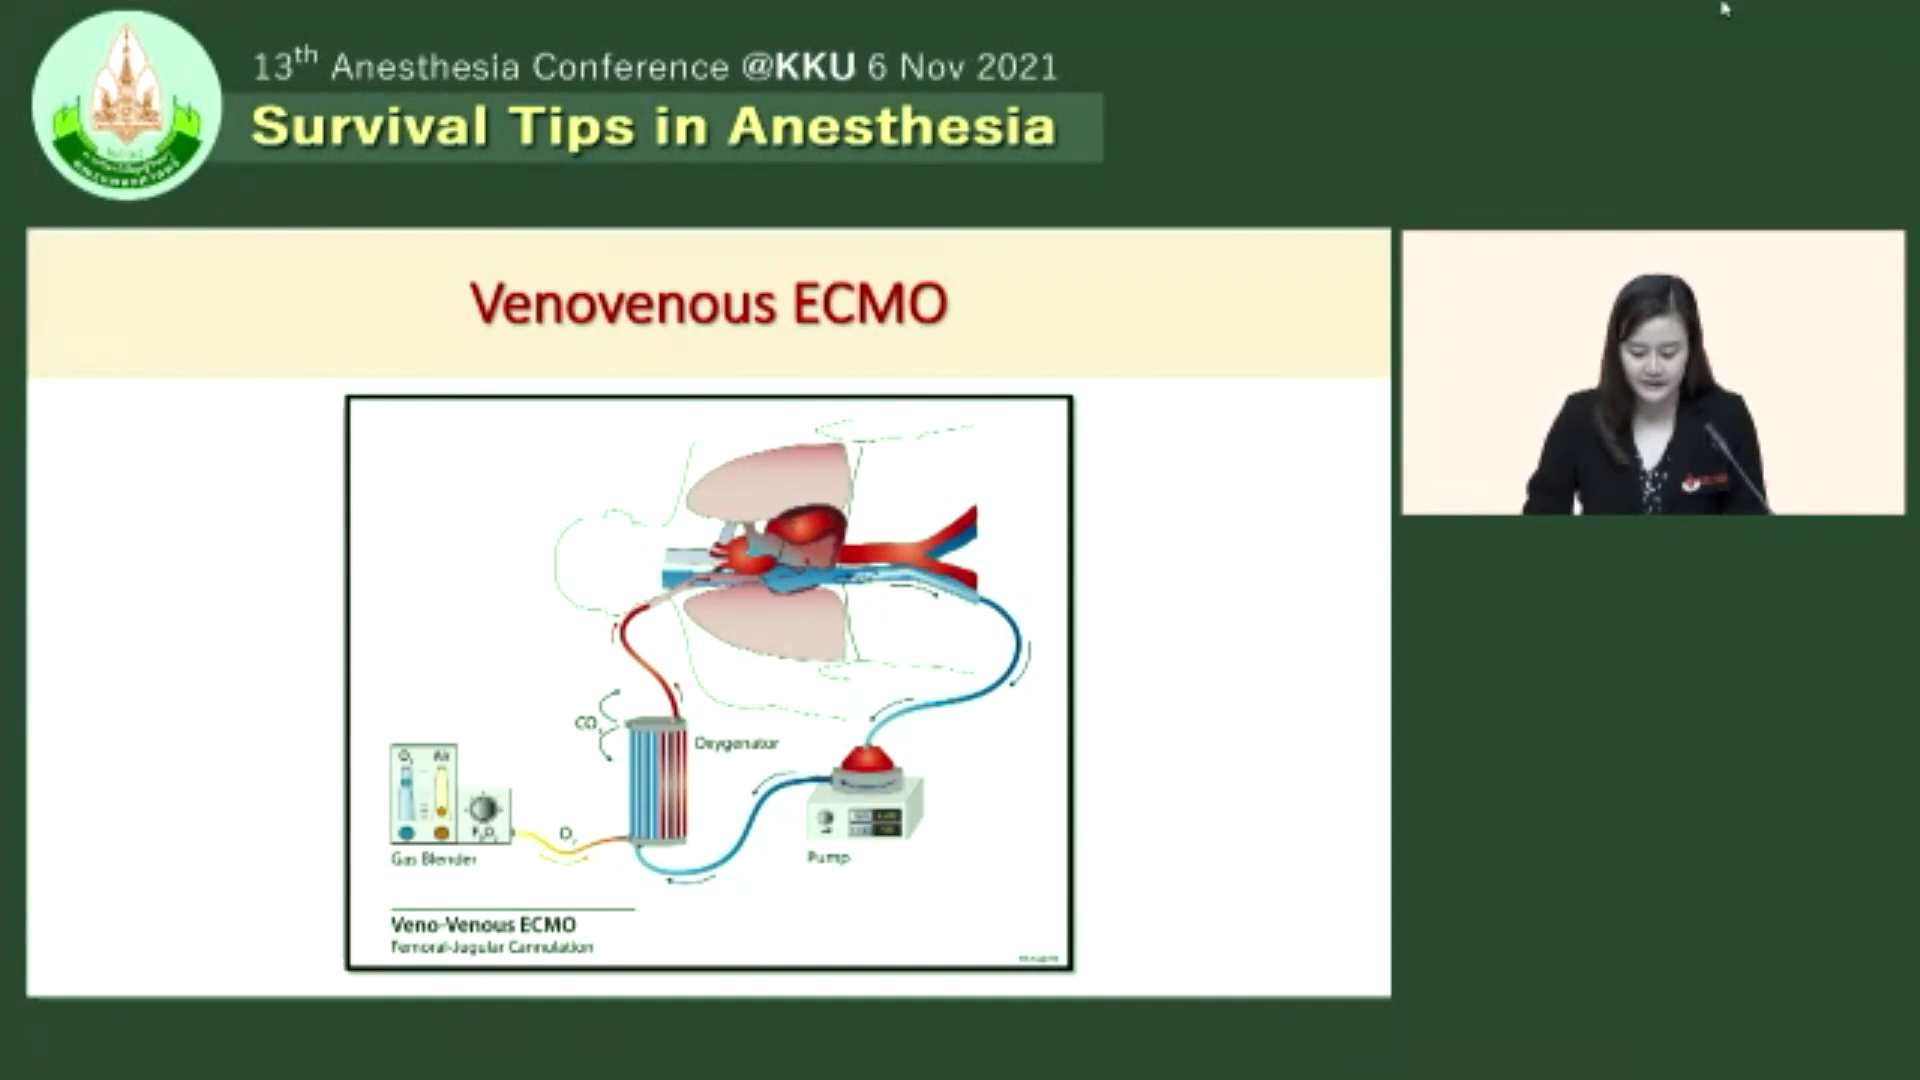 13th Anesthesia Conference @KKU 6 Nov 2021
Survival Tips in Anesthesia
Venovenous ECMO
CO2
Oxygenator
O2 Air
FiO2
O2
Gas Blender
Pump
Veno-Venous ECMO
Femoral-Jugular Cannulation